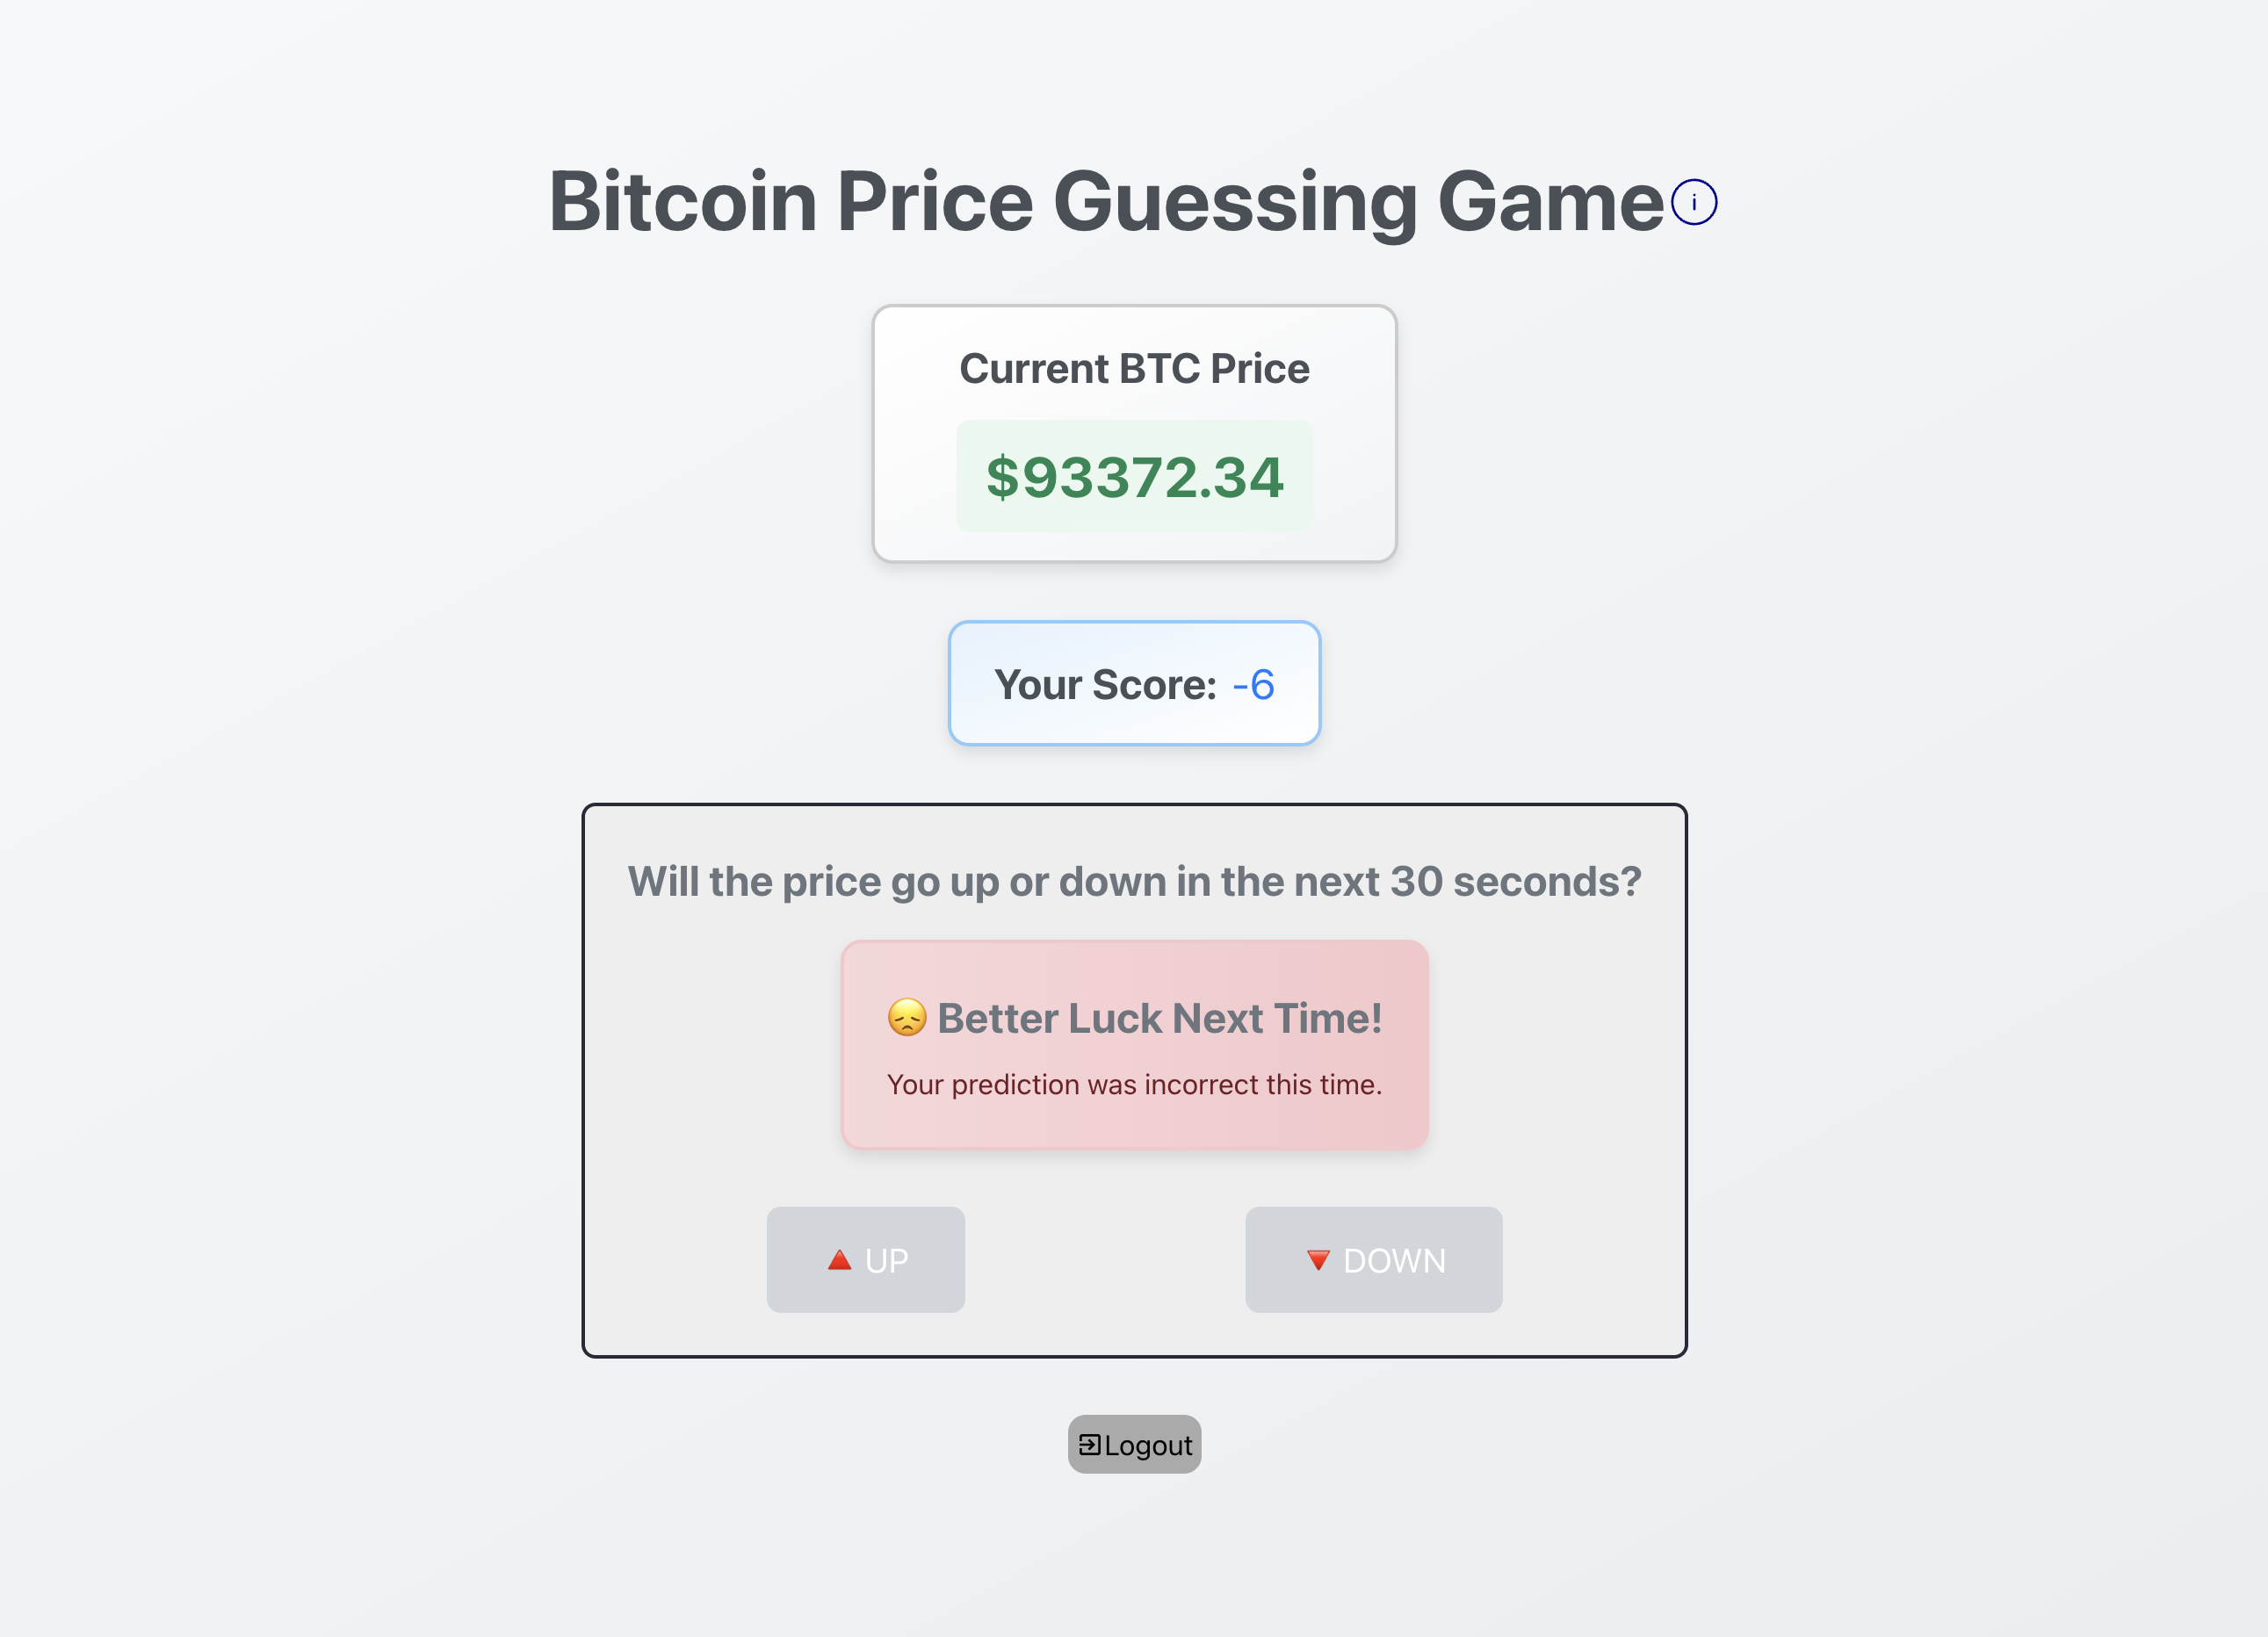 Bitcoin Price Guessing Game i
Current BTC Price
$93372.34
Your Score: -6
Will the price go up or down in the next 30 seconds?
😞 Better Luck Next Time!
Your prediction was incorrect this time.
🔺 UP 🔻 DOWN
Logout